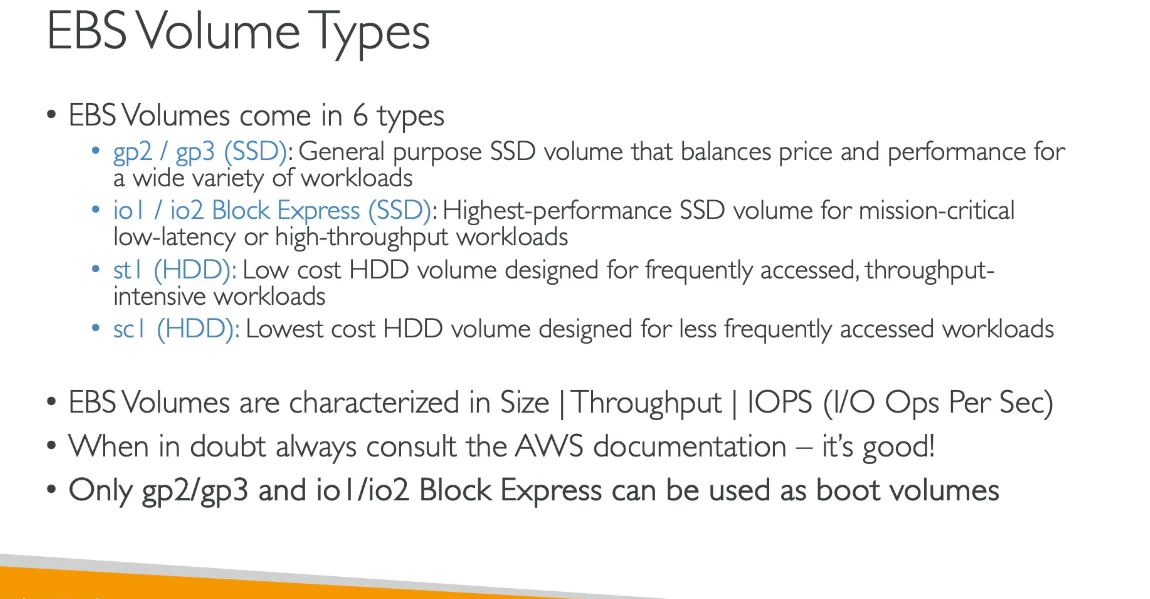 EBS Volume Types
• EBS Volumes come in 6 types
• gp2 / gp3 (SSD): General purpose SSD volume that balances price and performance for
a wide variety of workloads
• io1 / io2 Block Express (SSD): Highest-performance SSD volume for mission-critical
low-latency or high-throughput workloads
• st1 (HDD): Low cost HDD volume designed for frequently accessed, throughput-
intensive workloads
• sc1 (HDD): Lowest cost HDD volume designed for less frequently accessed workloads
• EBS Volumes are characterized in Size | Throughput | IOPS (I/O Ops Per Sec)
• When in doubt always consult the AWS documentation – it’s good!
• Only gp2/gp3 and io1/io2 Block Express can be used as boot volumes